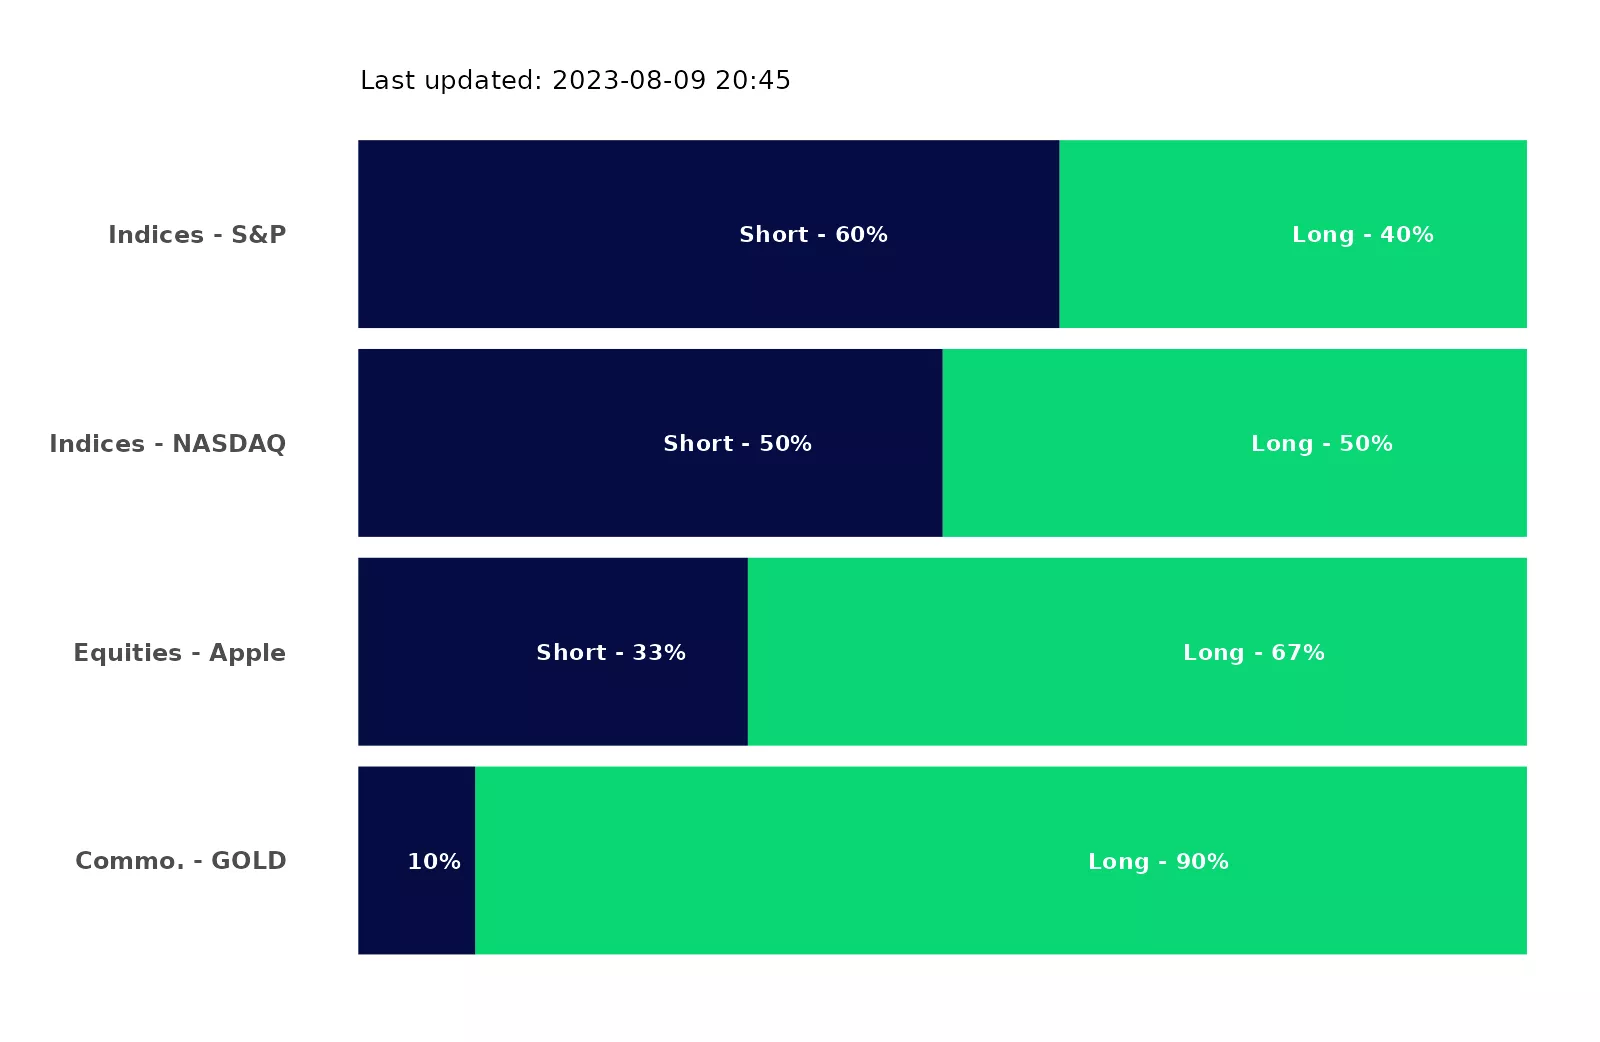 Last updated: 2023-08-09 20:45
Indices - S&P
Short - 60%
Long - 40%
Indices - NASDAQ
Short - 50%
Long - 50%
Equities - Apple
Short - 33%
Long - 67%
Commo. - GOLD
10%
Long - 90%